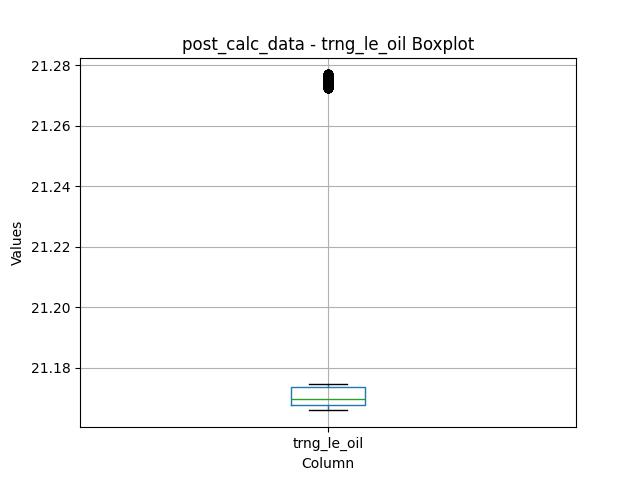 post_calc_data - trng_le_oil Boxplot
21.28
21.26
21.24
21.22
21.20
21.18
Values
trng_le_oil
Column